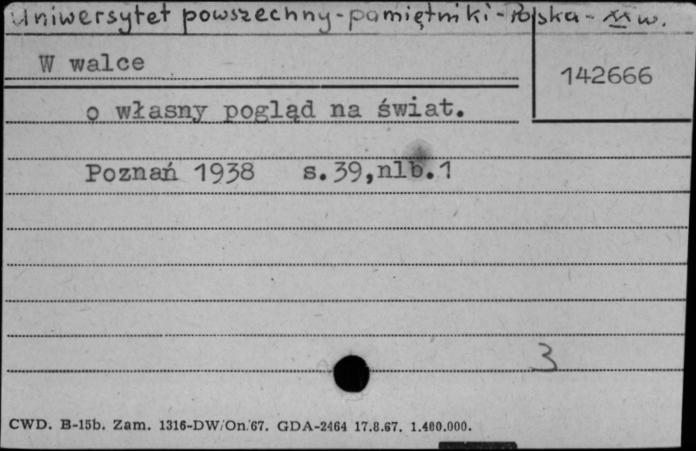 Uniwersytet powszechny-pamiętniki-Polska-XX w.
W walce
142666
o własny pogląd na świat.
Poznań 1938 s.39,nlb.1
3
CWD. B-15b. Zam. 1316-DW/On.'67. GDA-2464 17.8.67. 1.400.000.